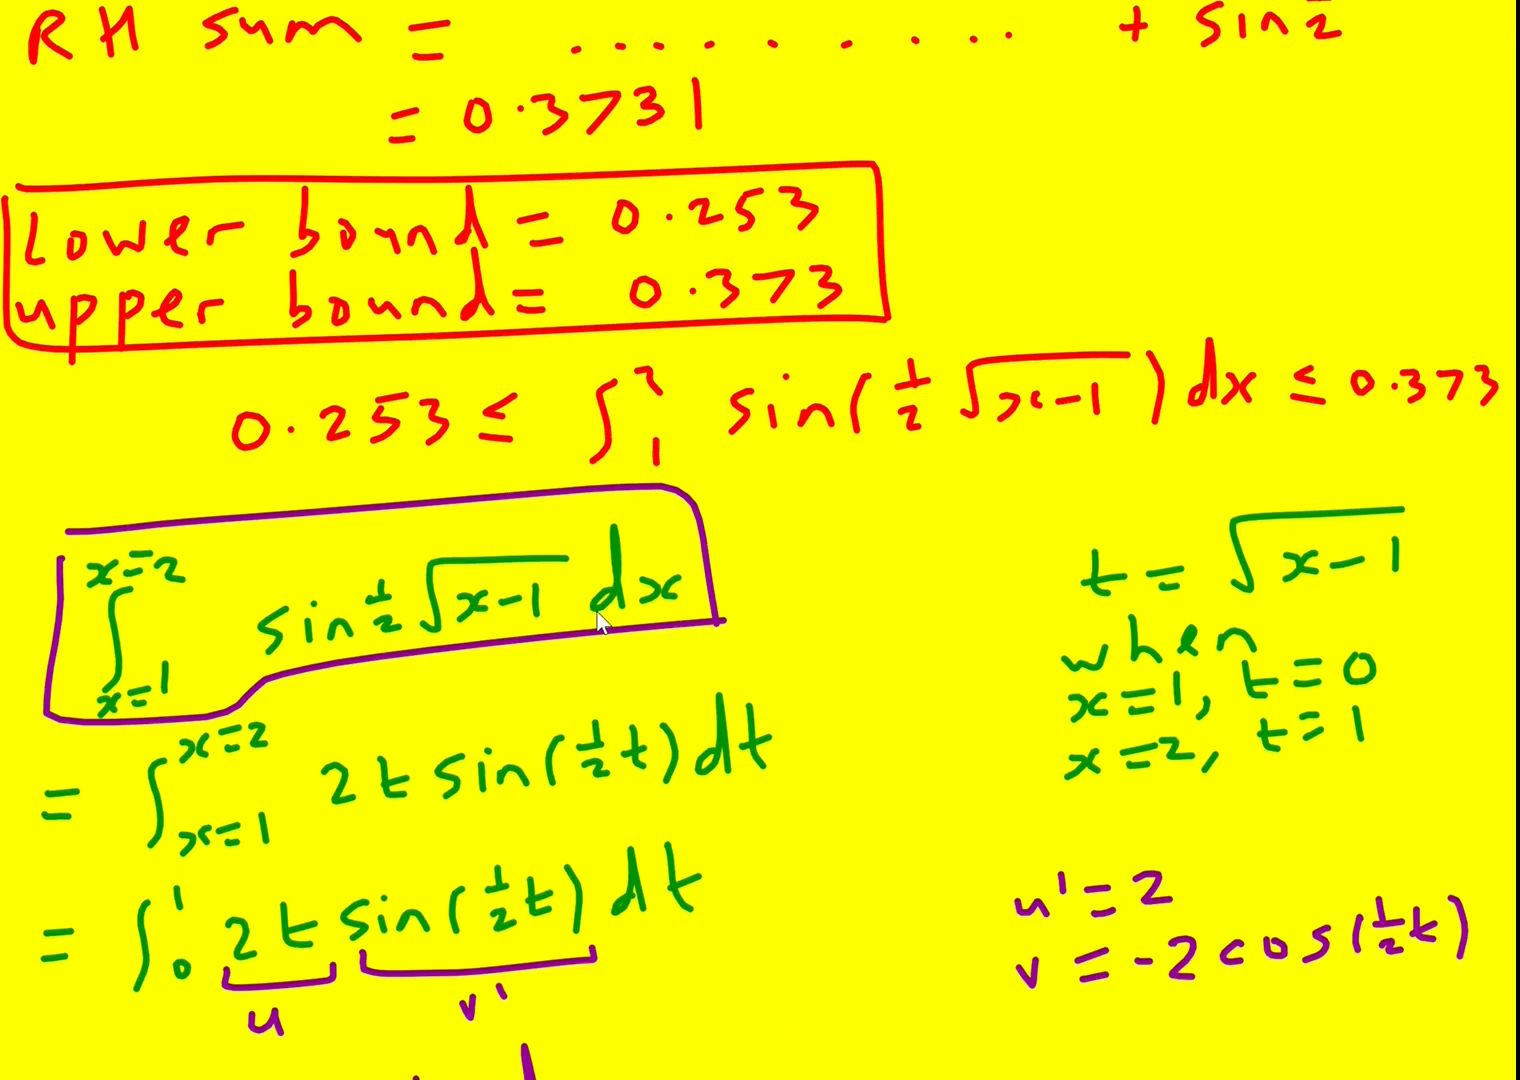 RH sum = .......... + sin ½
= 0.3731
Lower bound = 0.253
upper bound = 0.373
0.253 ≤ ∫₁² sin(½√(x-1)) dx ≤ 0.373
∫_{x=1}^{x=2} sin ½√(x-1) dx
t = √(x-1)
when
x=1, t=0
x=2, t=1
= ∫_{x=1}^{x=2} 2t sin(½t) dt
= ∫₀¹ 2t sin(½t) dt
u v'
u' = 2
v = -2cos(½t)